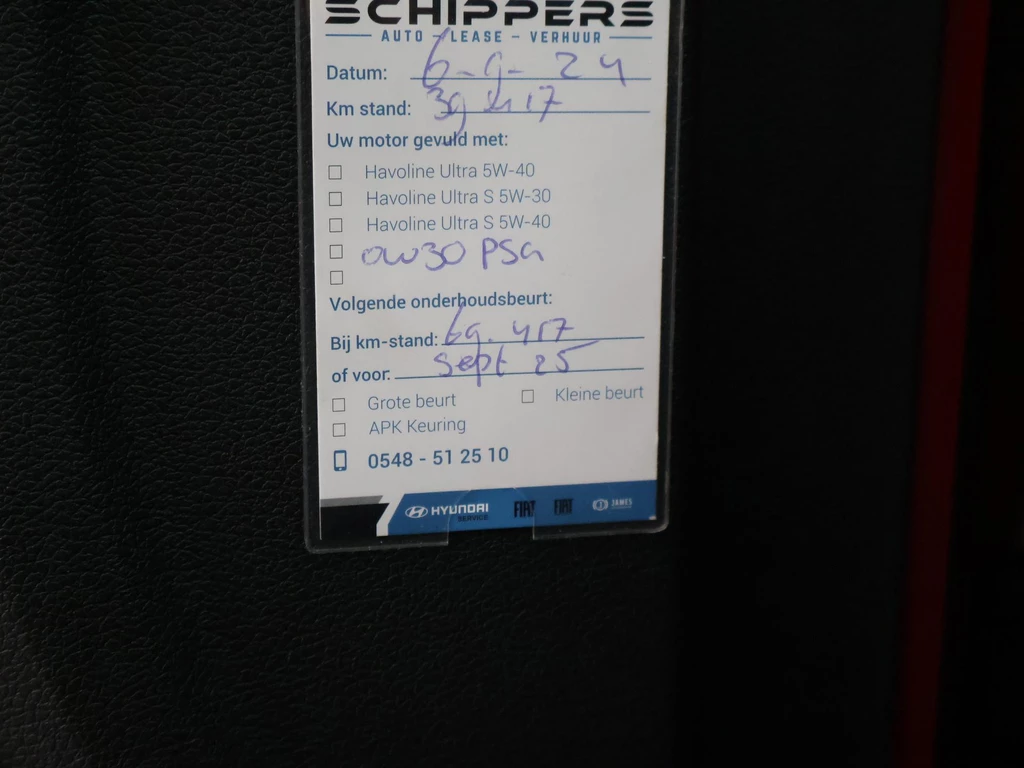 SCHIPPERS
AUTO - LEASE - VERHUUR
Datum: 6-9-24
Km stand: 39 417
Uw motor gevuld met:
Havoline Ultra 5W-40
Havoline Ultra S 5W-30
Havoline Ultra S 5W-40
0W30 PSA
Volgende onderhoudsbeurt:
Bij km-stand: 69.417
of voor: sept 25
Grote beurt Kleine beurt
APK Keuring
0548 - 51 25 10
HYUNDAI SERVICE FIAT FIAT JAMES